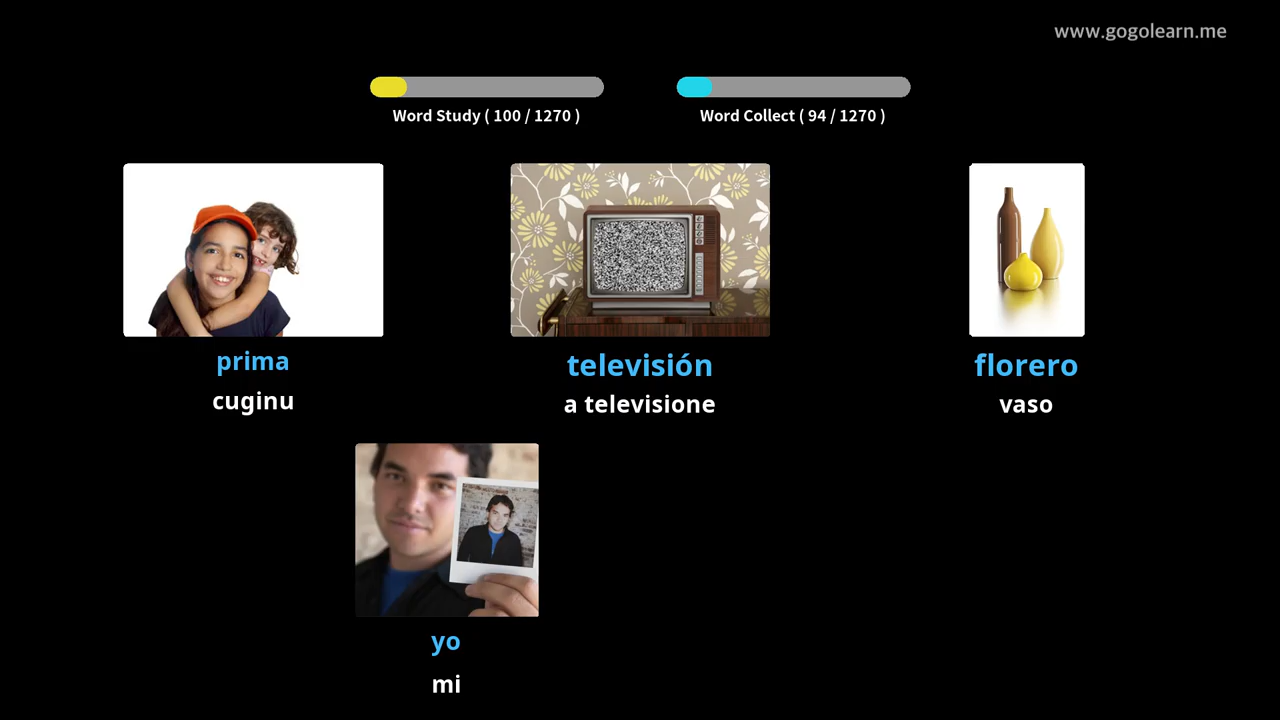 www.gogolearn.me
Word Study ( 100 / 1270 )
Word Collect ( 94 / 1270 )
prima
cuginu
televisión
a televisione
florero
vaso
yo
mi